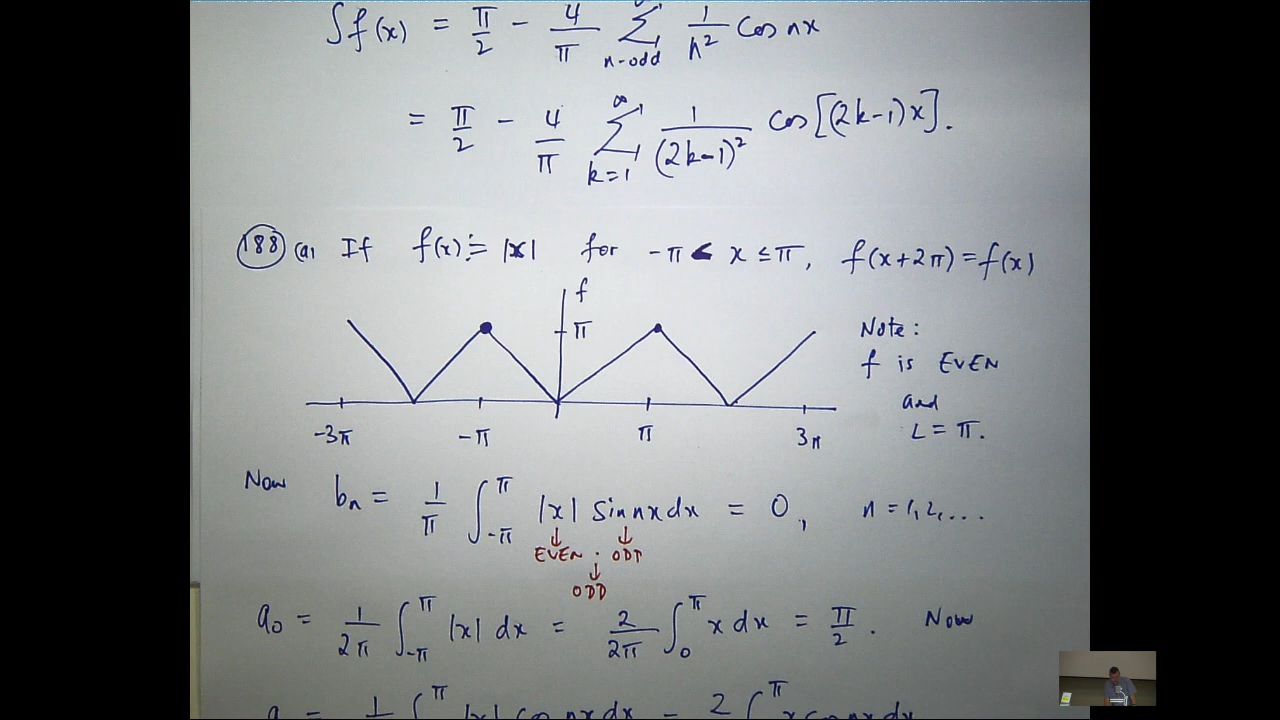 Sf(x) = π/2 - 4/π Σ n-odd 1/n² cos nx
= π/2 - 4/π Σ k=1 ∞ 1/(2k-1)² cos[(2k-1)x].
188 (a) If f(x) := |x| for -π < x ≤ π, f(x+2π) = f(x)
f
π
-3π -π π 3π
Note:
f is EVEN
and
L = π.
Now bₙ = 1/π ∫_{-π}^{π} |x| sin nx dx = 0, n = 1, 2, ...
↓ ↓
EVEN · ODD
↓
ODD
a₀ = 1/2π ∫_{-π}^{π} |x| dx = 2/2π ∫_0^π x dx = π/2. Now